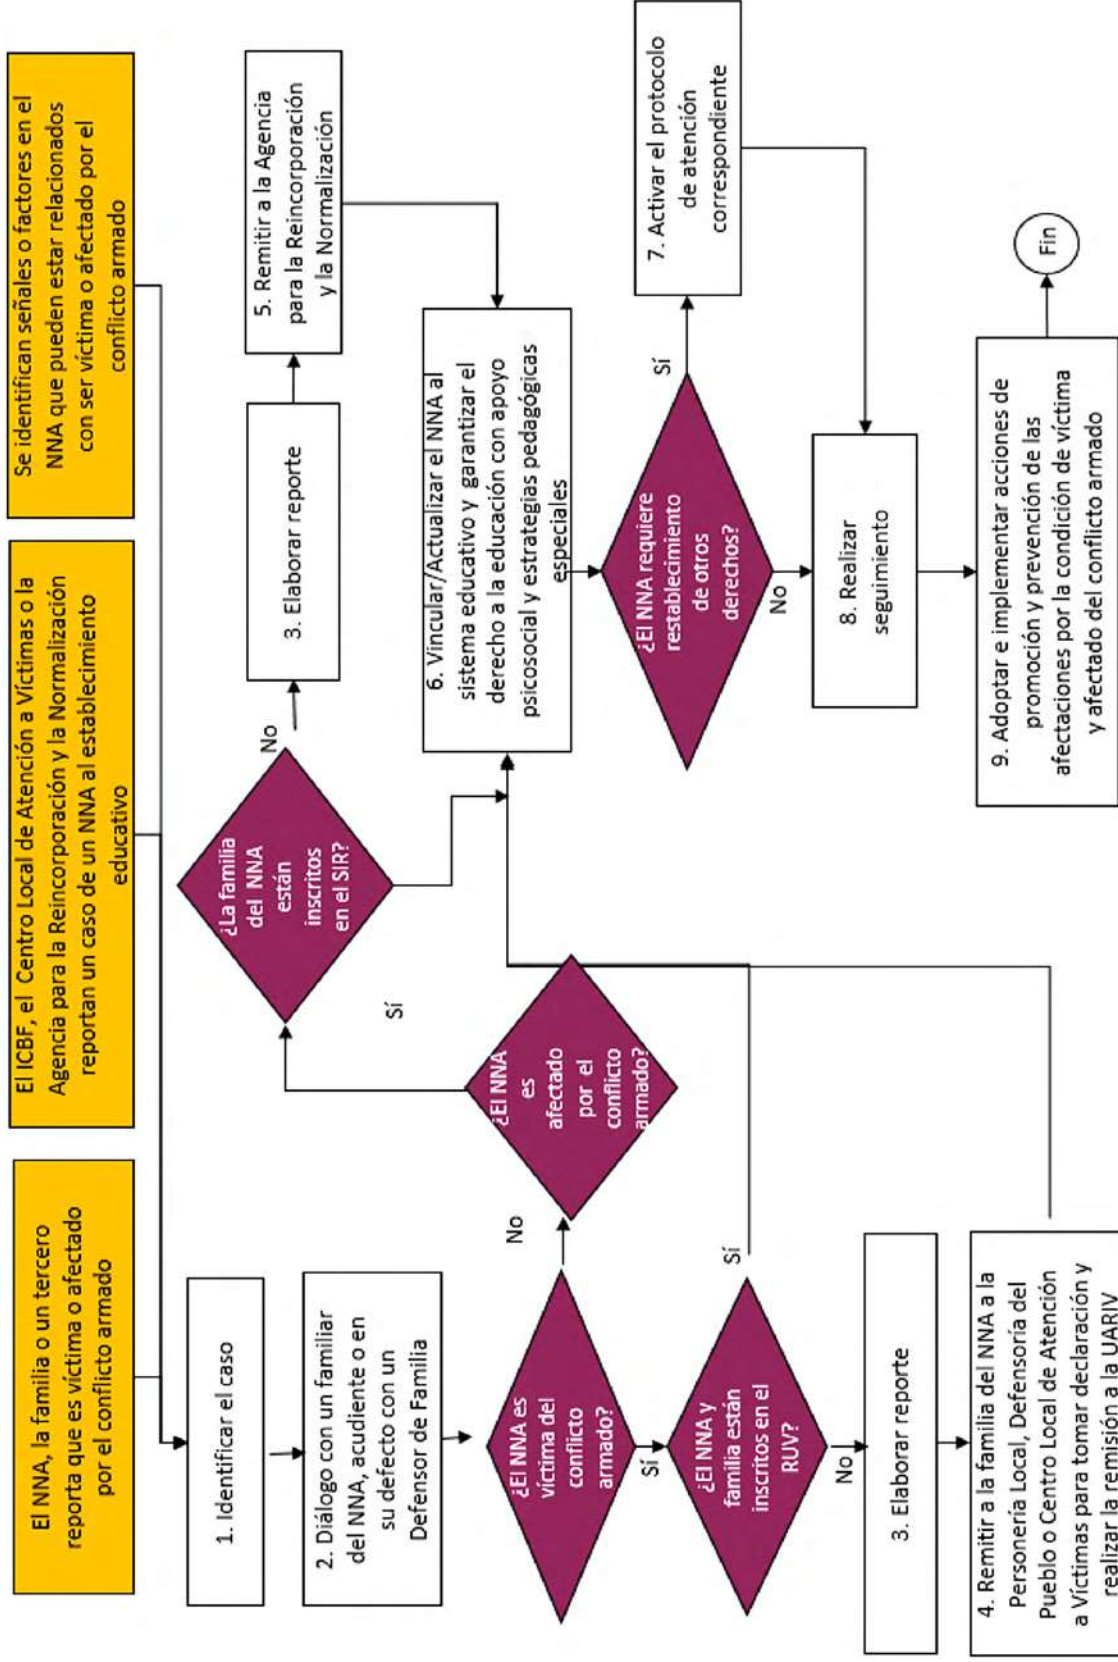 El NNA, la familia o un tercero
reporta que es víctima o afectado
por el conflicto armado
El ICBF, el Centro Local de Atención a Víctimas o la
Agencia para la Reincorporación y la Normalización
reportan un caso de un NNA al establecimiento
educativo
Se identifican señales o factores en el
NNA que pueden estar relacionados
con ser víctima o afectado por el
conflicto armado
1. Identificar el caso
2. Diálogo con un familiar
del NNA, acudiente o en
su defecto con un
Defensor de Familia
¿El NNA es
víctima del
conflicto
armado?
No
Sí
¿El NNA y
familia están
inscritos en el
RUV?
Sí
No
3. Elaborar reporte
4. Remitir a la familia del NNA a la
Personería Local, Defensoría del
Pueblo o Centro Local de Atención
a Víctimas para tomar declaración y
realizar la remisión a la UARIV
¿El NNA
es
afectado
por el
conflicto
armado?
Sí
¿La familia
del NNA
están
inscritos
en el SIR?
No
3. Elaborar reporte
5. Remitir a la Agencia
para la Reincorporación
y la Normalización
6. Vincular/Actualizar el NNA al
sistema educativo y garantizar el
derecho a la educación con apoyo
psicosocial y estrategias pedagógicas
especiales
¿El NNA requiere
restablecimiento
de otros
derechos?
Sí
No
7. Activar el protocolo
de atención
correspondiente
8. Realizar
seguimiento
9. Adoptar e implementar acciones de
promoción y prevención de las
afectaciones por la condición de víctima
y afectado del conflicto armado
Fin